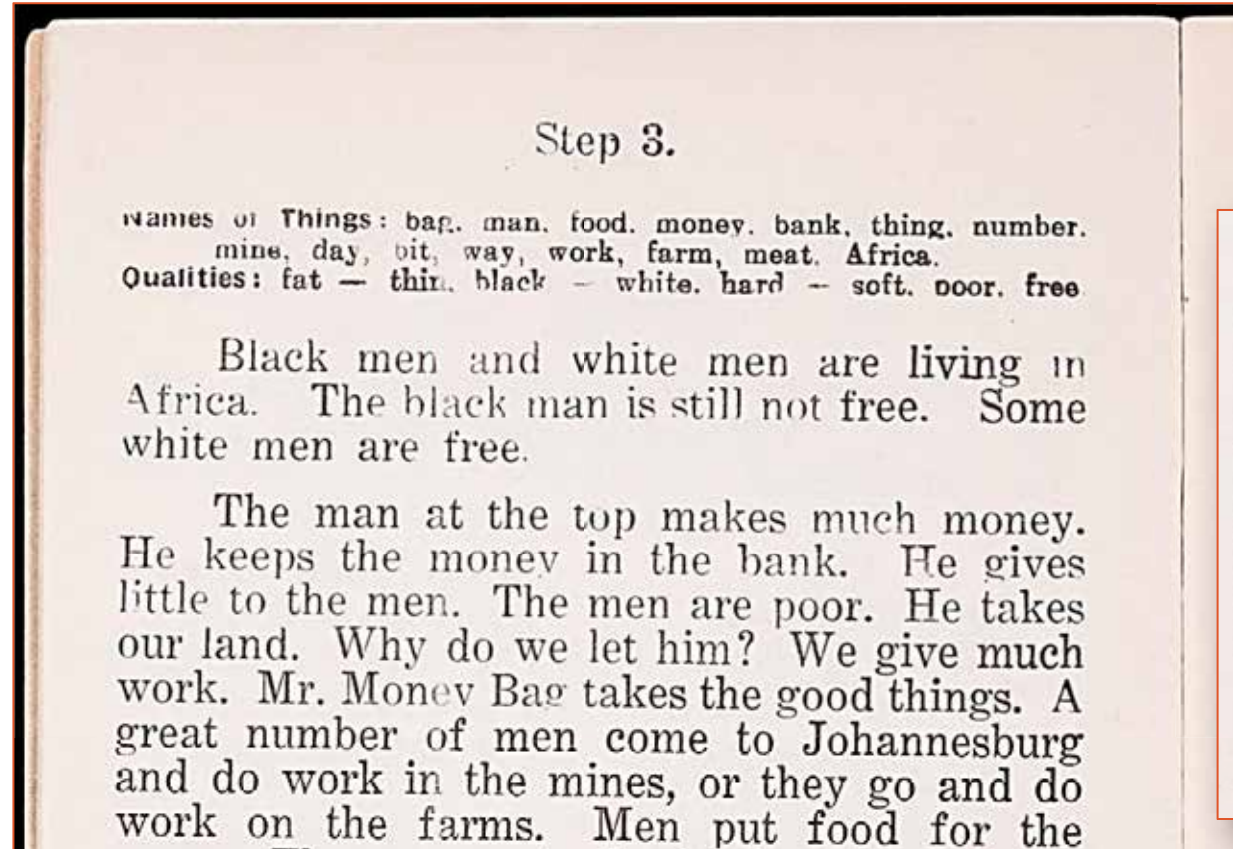 Step 3.
Names of Things: bag, man, food, money, bank, thing, number,
mine, day, bit, way, work, farm, meat, Africa.
Qualities: fat — thin, black — white, hard — soft, poor, free
Black men and white men are living in
Africa. The black man is still not free. Some
white men are free.
The man at the top makes much money.
He keeps the money in the bank. He gives
little to the men. The men are poor. He takes
our land. Why do we let him? We give much
work. Mr. Money Bag takes the good things. A
great number of men come to Johannesburg
and do work in the mines, or they go and do
work on the farms. Men put food for the